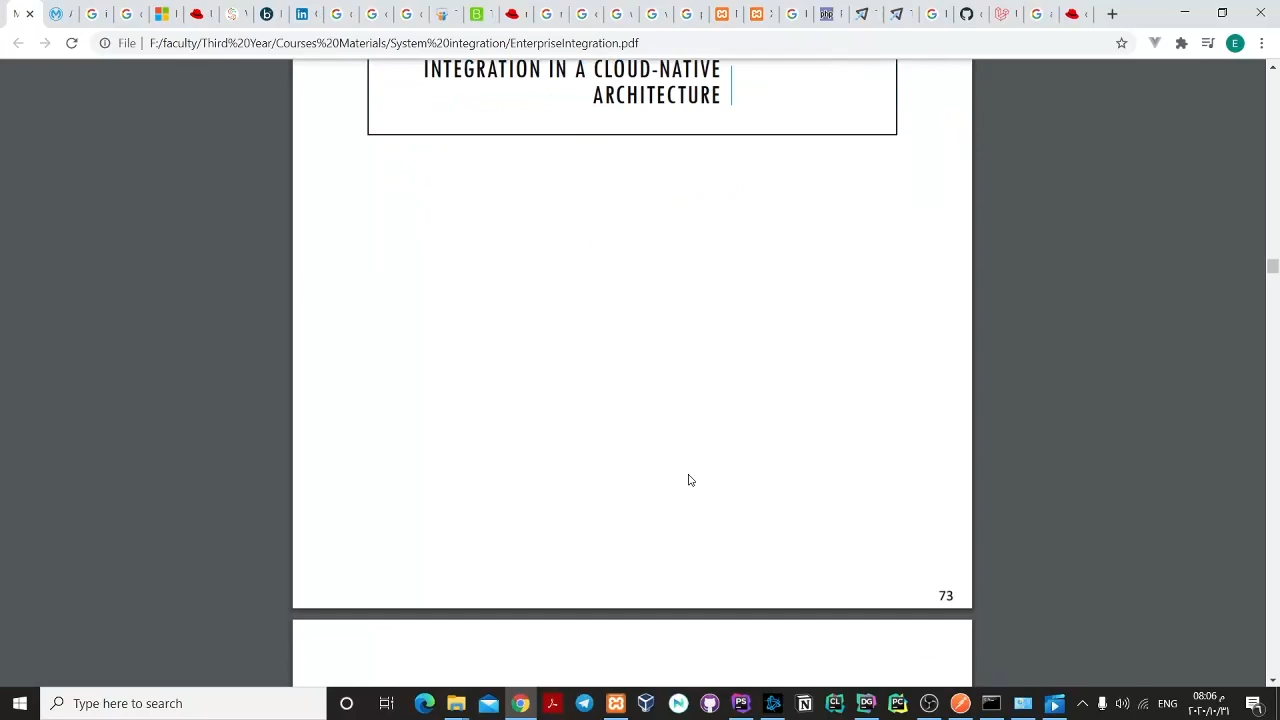 File | F:/faculty/Third%20Year/Courses%20Materials/System%20integration/EnterpriseIntegration.pdf
E
INTEGRATION IN A CLOUD-NATIVE
ARCHITECTURE
73
Type here to search
ENG
08:06